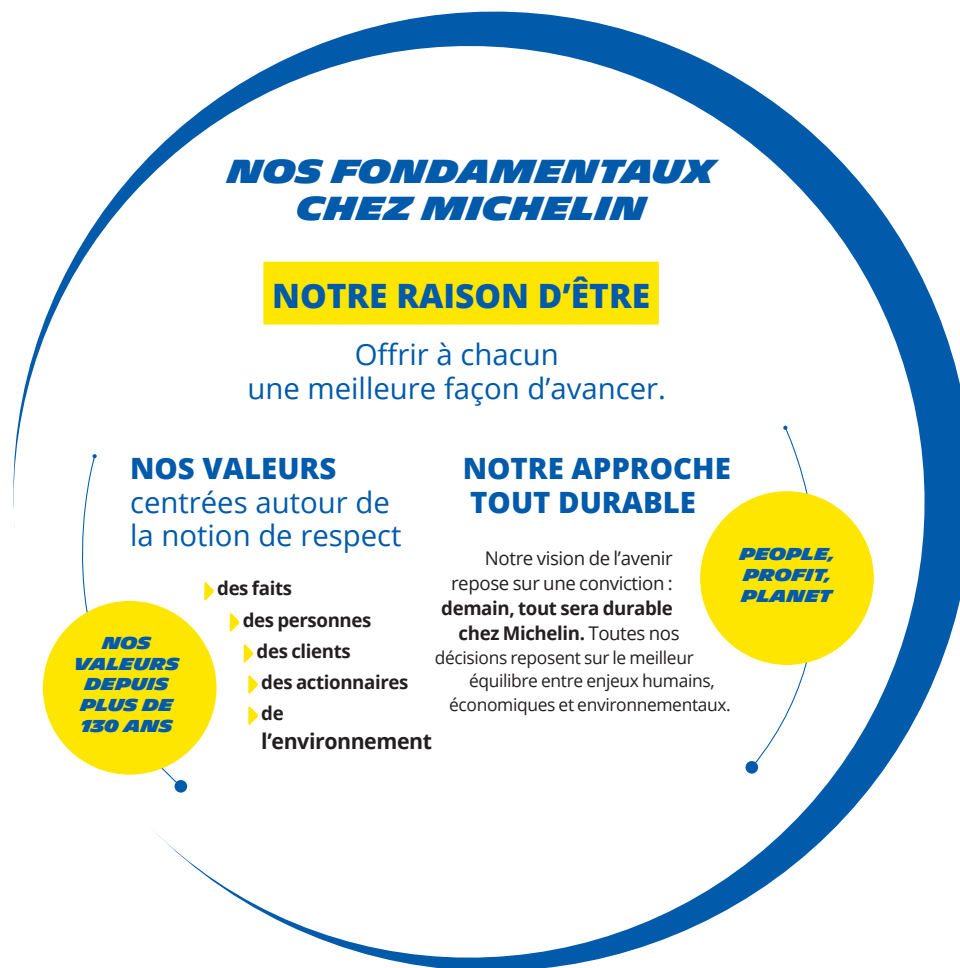 NOS FONDAMENTAUX
CHEZ MICHELIN
NOTRE RAISON D’ÊTRE
Offrir à chacun
une meilleure façon d’avancer.
NOS VALEURS
centrées autour de
la notion de respect
des faits
des personnes
des clients
des actionnaires
de
l’environnement
NOS
VALEURS
DEPUIS
PLUS DE
130 ANS
NOTRE APPROCHE
TOUT DURABLE
Notre vision de l’avenir
repose sur une conviction :
demain, tout sera durable
chez Michelin. Toutes nos
décisions reposent sur le meilleur
équilibre entre enjeux humains,
économiques et environnementaux.
PEOPLE,
PROFIT,
PLANET